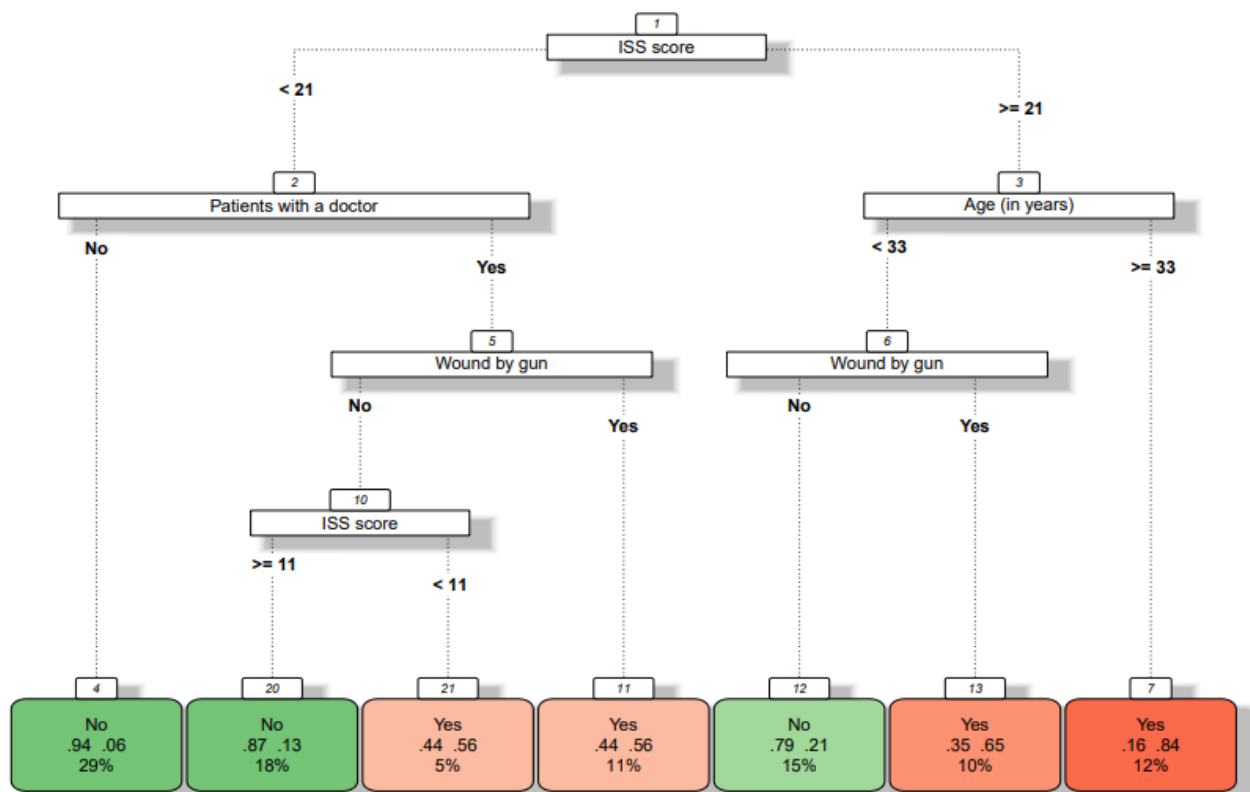 1
ISS score
< 21
>= 21
2
Patients with a doctor
3
Age (in years)
No
Yes
< 33
>= 33
5
Wound by gun
6
Wound by gun
No
Yes
No
Yes
10
ISS score
>= 11
< 11
4
No
.94 .06
29%
20
No
.87 .13
18%
21
Yes
.44 .56
5%
11
Yes
.44 .56
11%
12
No
.79 .21
15%
13
Yes
.35 .65
10%
7
Yes
.16 .84
12%